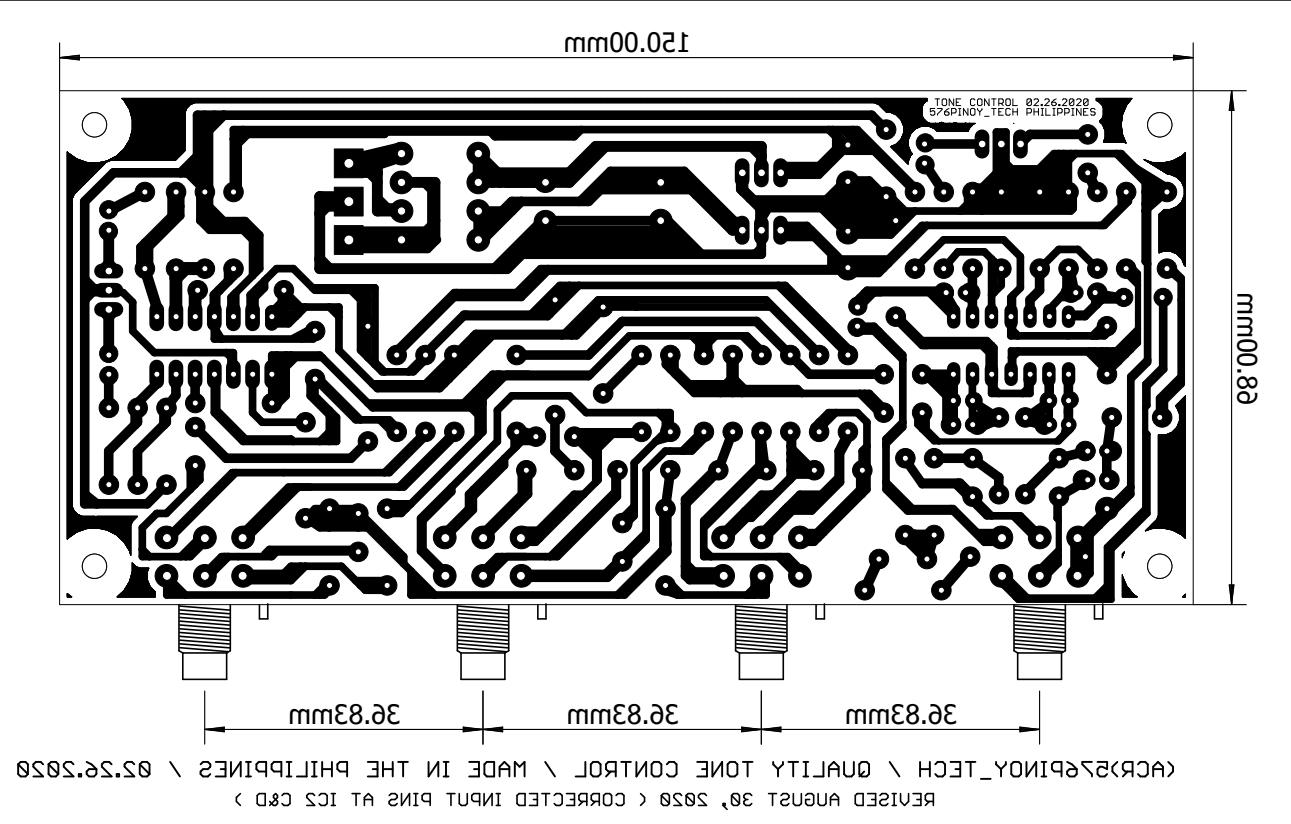 150.00mm
TONE CONTROL 02.26.2020
576PINOY_TECH PHILIPPINES
68.00mm
36.83mm
36.83mm
36.83mm
(ACR)576PINOY_TECH / QUALITY TONE CONTROL / MADE IN THE PHILIPPINES / 02.26.2020
REVISED AUGUST 30, 2020 ( CORRECTED INPUT PINS AT IC2 C&D )